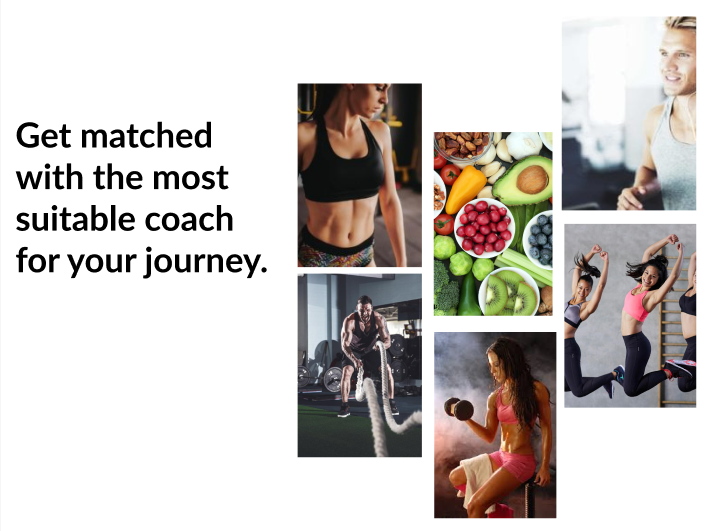 Get matched
with the most
suitable coach
for your journey.